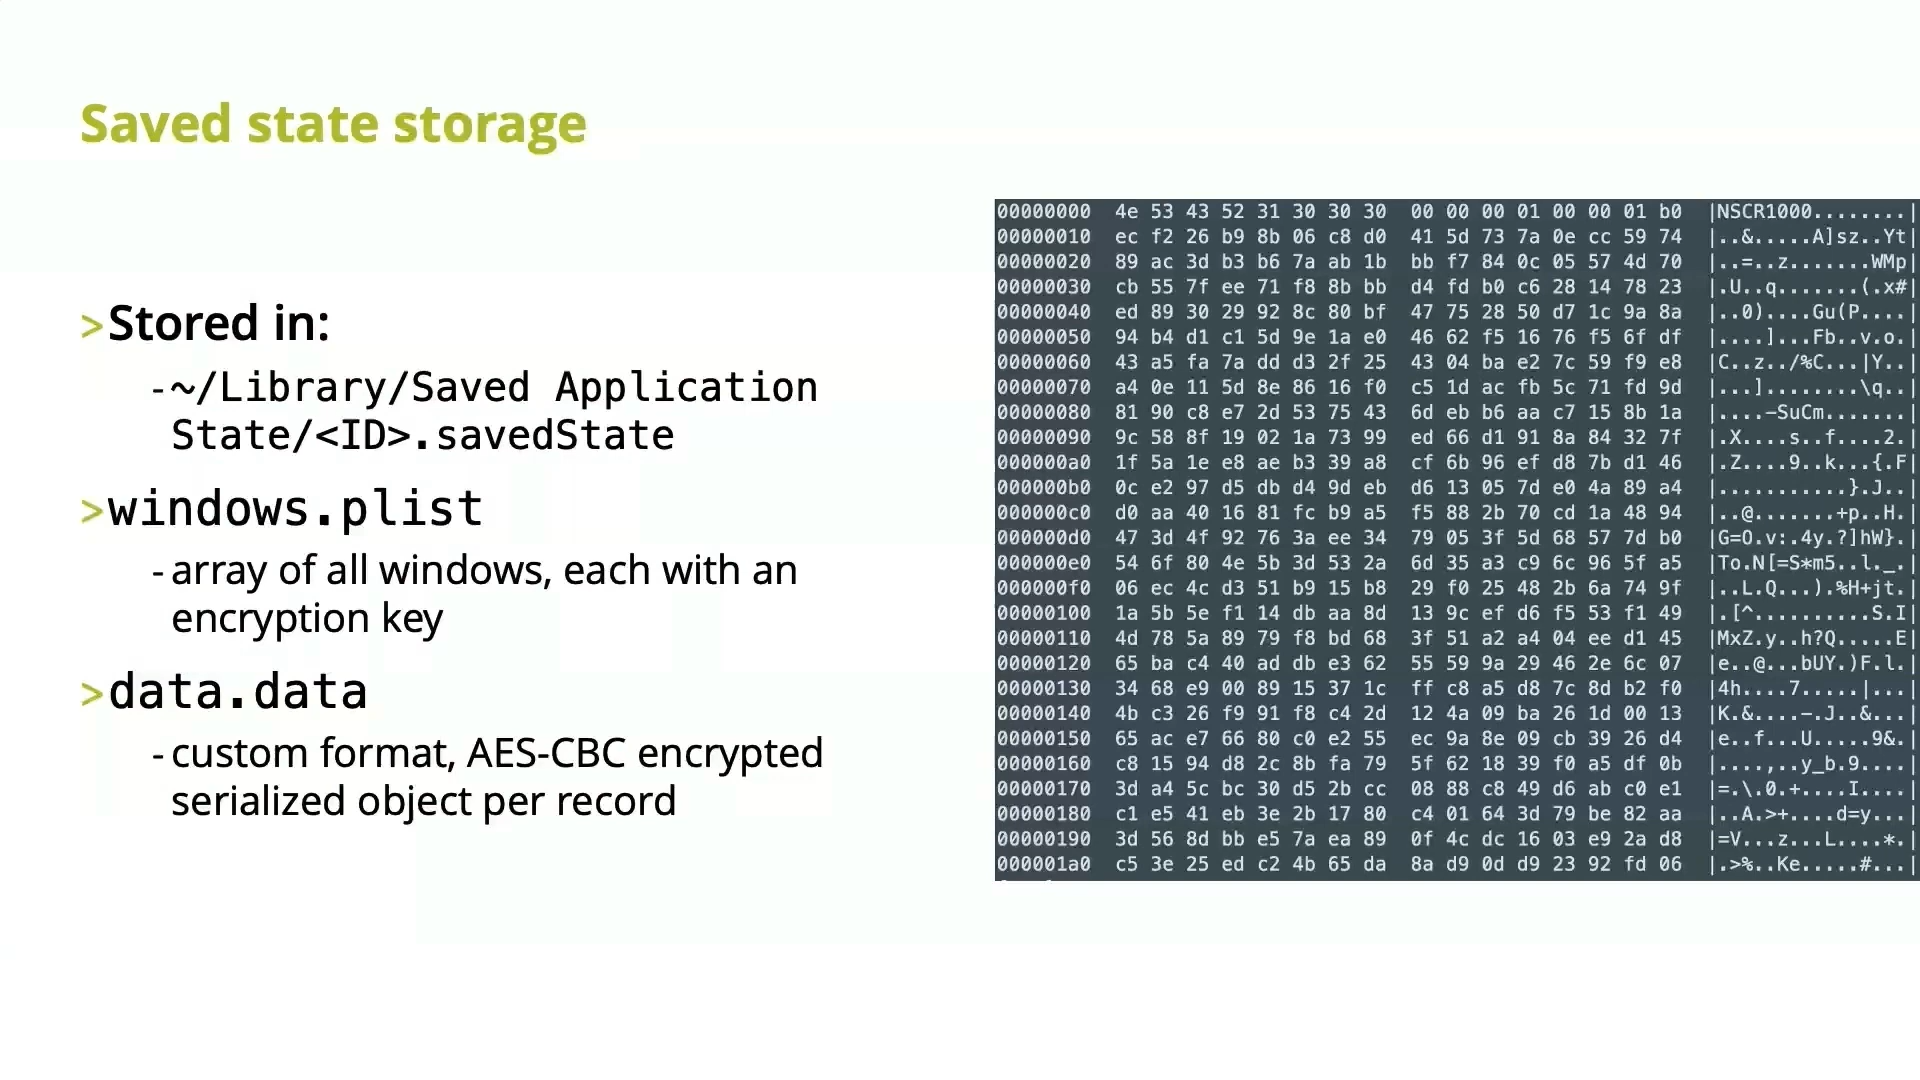 Saved state storage
>Stored in:
-~/Library/Saved Application
State/<ID>.savedState
>windows.plist
-array of all windows, each with an
encryption key
>data.data
-custom format, AES-CBC encrypted
serialized object per record
00000000  4e 53 43 52 31 30 30 30  00 00 00 01 00 00 01 b0  |NSCR1000........|
00000010  ec f2 26 b9 8b 06 c8 d0  41 5d 73 7a 0e cc 59 74  |..&.....A]sz..Yt|
00000020  89 ac 3d b3 b6 7a ab 1b  bb f7 84 0c 05 57 4d 70  |..=..z.......WMp|
00000030  cb 55 7f ee 71 f8 8b bb  d4 fd b0 c6 28 14 78 23  |.U..q.......(.x#|
00000040  ed 89 30 29 92 8c 80 bf  47 75 28 50 d7 1c 9a 8a  |..0)....Gu(P....|
00000050  94 b4 d1 c1 5d 9e 1a e0  46 62 f5 16 76 f5 6f df  |....]...Fb..v.o.|
00000060  43 a5 fa 7a dd d3 2f 25  43 04 ba e2 7c 59 f9 e8  |C..z../%C...|Y..|
00000070  a4 0e 11 5d 8e 86 16 f0  c5 1d ac fb 5c 71 fd 9d  |...]........\q..|
00000080  81 90 c8 e7 2d 53 75 43  6d eb b6 aa c7 15 8b 1a  |....-SuCm.......|
00000090  9c 58 8f 19 02 1a 73 99  ed 66 d1 91 8a 84 32 7f  |.X....s..f....2.|
000000a0  1f 5a 1e e8 ae b3 39 a8  cf 6b 96 ef d8 7b d1 46  |.Z....9..k...{.F|
000000b0  0c e2 97 d5 db d4 9d eb  d6 13 05 7d e0 4a 89 a4  |...........}.J..|
000000c0  d0 aa 40 16 81 fc b9 a5  f5 88 2b 70 cd 1a 48 94  |..@.......+p..H.|
000000d0  47 3d 4f 92 76 3a ee 34  79 05 3f 5d 68 57 7d b0  |G=O.v:.4y.?]hW}.|
000000e0  54 6f 80 4e 5b 3d 53 2a  6d 35 a3 c9 6c 96 5f a5  |To.N[=S*m5..l._.|
000000f0  06 ec 4c d3 51 b9 15 b8  29 f0 25 48 2b 6a 74 9f  |..L.Q...).%H+jt.|
00000100  1a 5b 5e f1 14 db aa 8d  13 9c ef d6 f5 53 f1 49  |.[^..........S.I|
00000110  4d 78 5a 89 79 f8 bd 68  3f 51 a2 a4 04 ee d1 45  |MxZ.y..h?Q.....E|
00000120  65 ba c4 40 ad db e3 62  55 59 9a 29 46 2e 6c 07  |e..@...bUY.)F.l.|
00000130  34 68 e9 00 89 15 37 1c  ff c8 a5 d8 7c 8d b2 f0  |4h....7.....|...|
00000140  4b c3 26 f9 91 f8 c4 2d  12 4a 09 ba 26 1d 00 13  |K.&....-.J..&...|
00000150  65 ac e7 66 80 c0 e2 55  ec 9a 8e 09 cb 39 26 d4  |e..f...U.....9&.|
00000160  c8 15 94 d8 2c 8b fa 79  5f 62 18 39 f0 a5 df 0b  |....,..y_b.9....|
00000170  3d a4 5c bc 30 d5 2b cc  08 88 c8 49 d6 ab c0 e1  |=.\.0.+....I....|
00000180  c1 e5 41 eb 3e 2b 17 80  c4 01 64 3d 79 be 82 aa  |..A.>+....d=y...|
00000190  3d 56 8d bb e5 7a ea 89  0f 4c dc 16 03 e9 2a d8  |=V...z...L....*.|
000001a0  c5 3e 25 ed c2 4b 65 da  8a d9 0d d9 23 92 fd 06  |.>%..Ke.....#...|